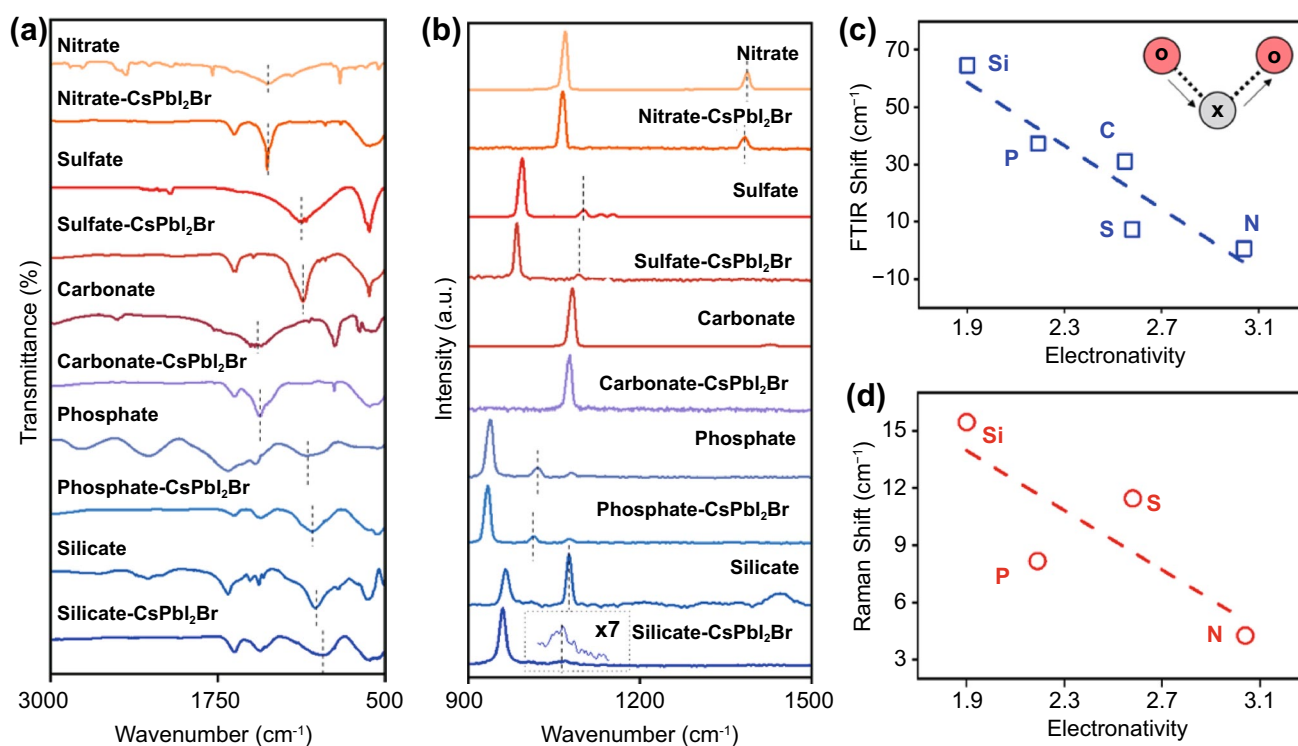 (a)
Nitrate
Nitrate-CsPbI₂Br
Sulfate
Sulfate-CsPbI₂Br
Carbonate
Carbonate-CsPbI₂Br
Phosphate
Phosphate-CsPbI₂Br
Silicate
Silicate-CsPbI₂Br
Transmittance (%)
3000 1750 500
Wavenumber (cm⁻¹)
(b)
Nitrate
Nitrate-CsPbI₂Br
Sulfate
Sulfate-CsPbI₂Br
Carbonate
Carbonate-CsPbI₂Br
Phosphate
Phosphate-CsPbI₂Br
Silicate
x7
Silicate-CsPbI₂Br
Intensity (a.u.)
900 1200 1500
Wavenumber (cm⁻¹)
(c)
70
50
30
10
−10
FTIR Shift (cm⁻¹)
Si
P
C
S
N
O O
X
1.9 2.3 2.7 3.1
Electronativity
(d)
15
12
9
6
3
Raman Shift (cm⁻¹)
Si
S
P
N
1.9 2.3 2.7 3.1
Electronativity